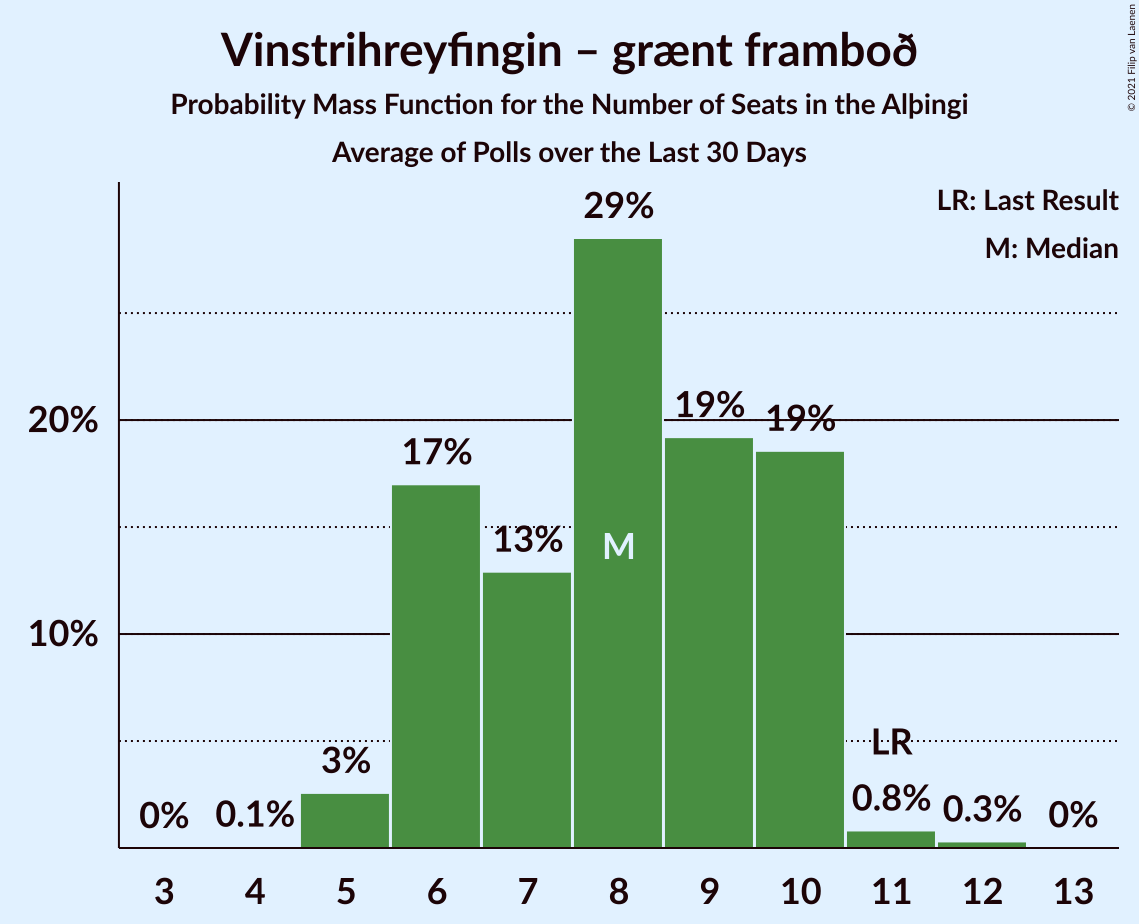 Vinstrihreyfingin – grænt framboð
Probability Mass Function for the Number of Seats in the Alþingi
Average of Polls over the Last 30 Days
© 2021 Filip van Laenen
LR: Last Result
M: Median
29%
20%
19%
19%
17%
13%
M
10%
LR
3%
0.8%
0.3%
0%
0.1%
0%
3 4 5 6 7 8 9 10 11 12 13